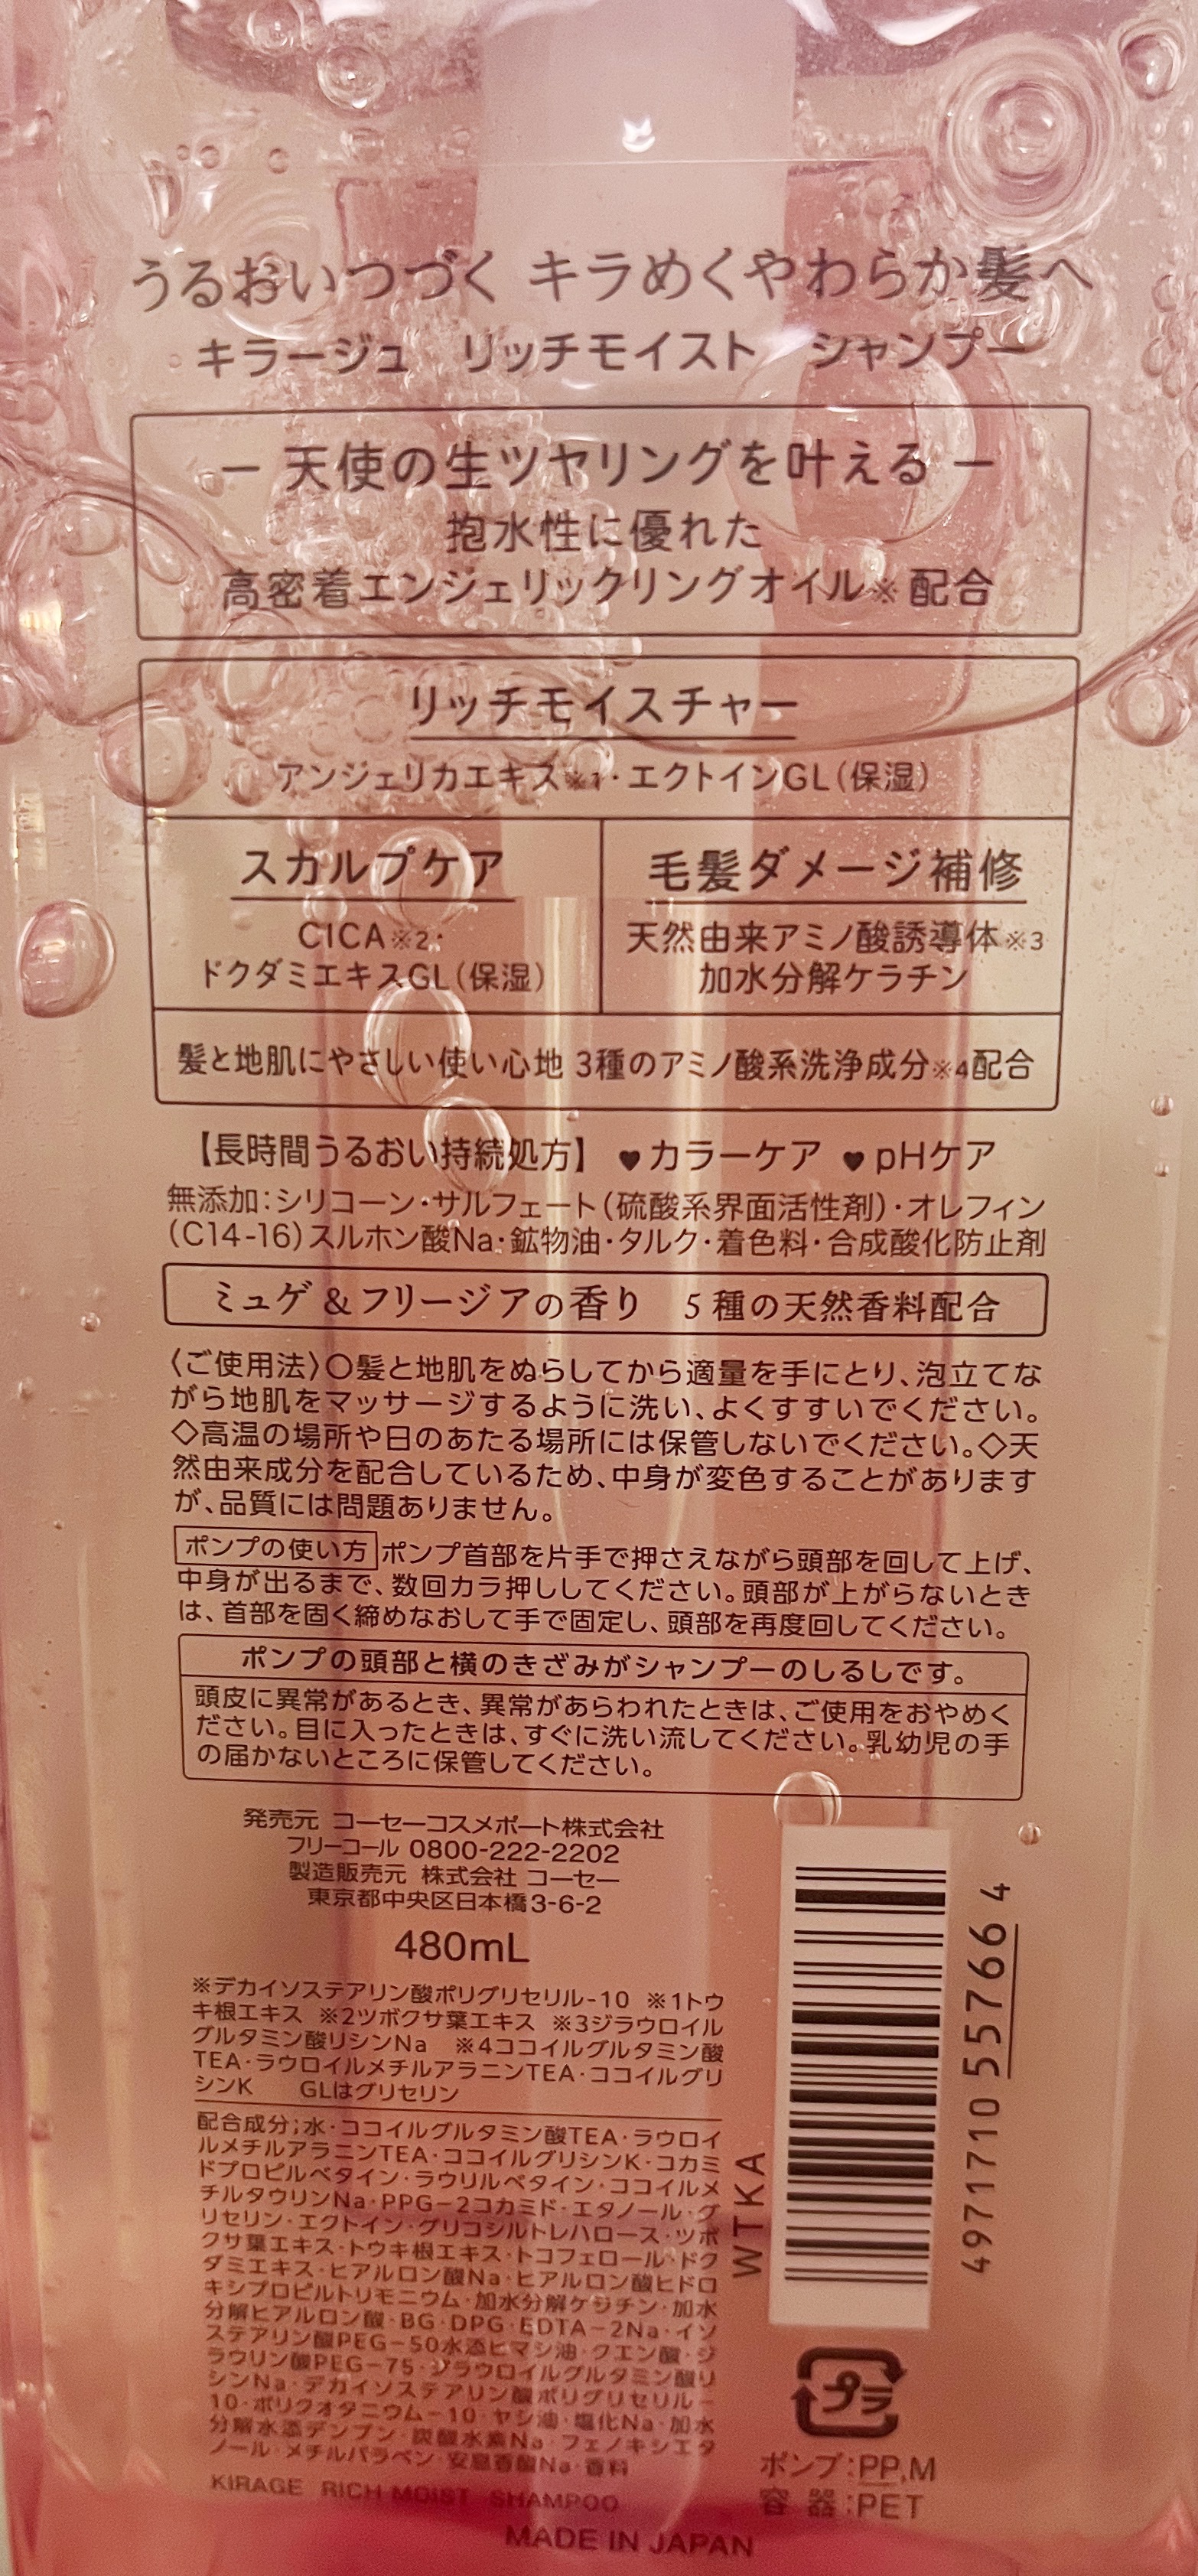 うるおいつづく キラめくやわらか髪へ
キラージュ リッチモイスト シャンプー
― 天使の生ツヤリングを叶える ―
抱水性に優れた
高密着エンジェリックリングオイル※配合
リッチモイスチャー
アンジェリカエキス※1・エクトインGL(保湿)
スカルプケア
CICA※2・
ドクダミエキスGL(保湿)
毛髪ダメージ補修
天然由来アミノ酸誘導体※3
加水分解ケラチン
髪と地肌にやさしい使い心地 3種のアミノ酸系洗浄成分※4配合
【長時間うるおい持続処方】 ♥カラーケア ♥pHケア
無添加:シリコーン・サルフェート(硫酸系界面活性剤)・オレフィン
(C14-16)スルホン酸Na・鉱物油・タルク・着色料・合成酸化防止剤
ミュゲ&フリージアの香り 5種の天然香料配合
〈ご使用法〉〇髪と地肌をぬらしてから適量を手にとり、泡立てな
がら地肌をマッサージするように洗い、よくすすいでください。
◇高温の場所や日のあたる場所には保管しないでください。◇天
然由来成分を配合しているため、中身が変色することがあります
が、品質には問題ありません。
ポンプの使い方 ポンプ首部を片手で押さえながら頭部を回して上げ、
中身が出るまで、数回カラ押ししてください。頭部が上がらないとき
は、首部を固く締めなおして手で固定し、頭部を再度回してください。
ポンプの頭部と横のきざみがシャンプーのしるしです。
頭皮に異常があるとき、異常があらわれたときは、ご使用をおやめく
ださい。目に入ったときは、すぐに洗い流してください。乳幼児の手
の届かないところに保管してください。
発売元 コーセーコスメポート株式会社
フリーコール 0800-222-2202
製造販売元 株式会社 コーセー
東京都中央区日本橋3-6-2
480mL
※デカイソステアリン酸ポリグリセリル-10 ※1トウ
キ根エキス ※2ツボクサ葉エキス ※3ジラウロイル
グルタミン酸リシンNa ※4ココイルグルタミン酸
TEA・ラウロイルメチルアラニンTEA・ココイルグリ
シンK GLはグリセリン
配合成分;水・ココイルグルタミン酸TEA・ラウロイ
ルメチルアラニンTEA・ココイルグリシンK・コカミ
ドプロピルベタイン・ラウリルベタイン・ココイルメ
チルタウリンNa・PPG-2コカミド・エタノール・グ
リセリン・エクトイン・グリコシルトレハロース・ツボ
クサ葉エキス・トウキ根エキス・トコフェロール・ドク
ダミエキス・ヒアルロン酸Na・ヒアルロン酸ヒドロ
キシプロピルトリモニウム・加水分解ケラチン・加水
分解ヒアルロン酸・BG・DPG・EDTA-2Na・イソ
ステアリン酸PEG-50水添ヒマシ油・クエン酸・ジ
ラウリン酸PEG-75・ジラウロイルグルタミン酸リ
シンNa・デカイソステアリン酸ポリグリセリル-
10・ポリクオタニウム-10・ヤシ油・塩化Na・加水
分解水添デンプン・炭酸水素Na・フェノキシエタ
ノール・メチルパラベン・安息香酸Na・香料
KIRAGE RICH MOIST SHAMPOO
WTKA
4971710557664
プラ
ポンプ:PP,M
容 器:PET
MADE IN JAPAN